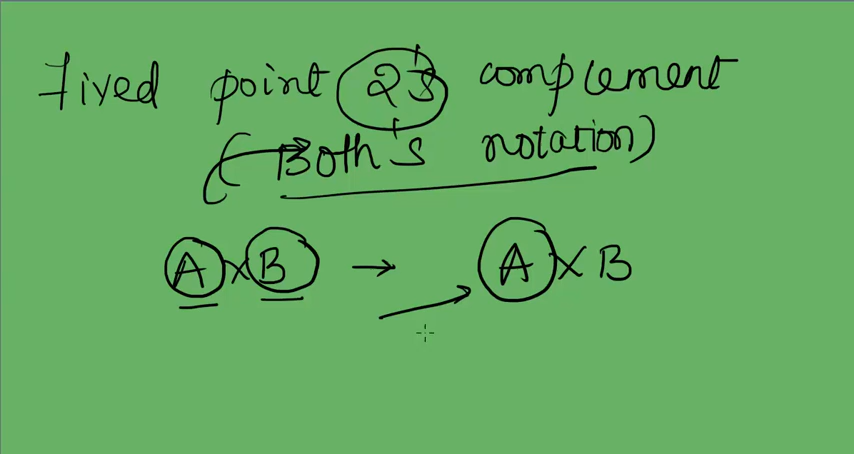 Fixed point 2's complement
(Both's notation)
A × B → A × B